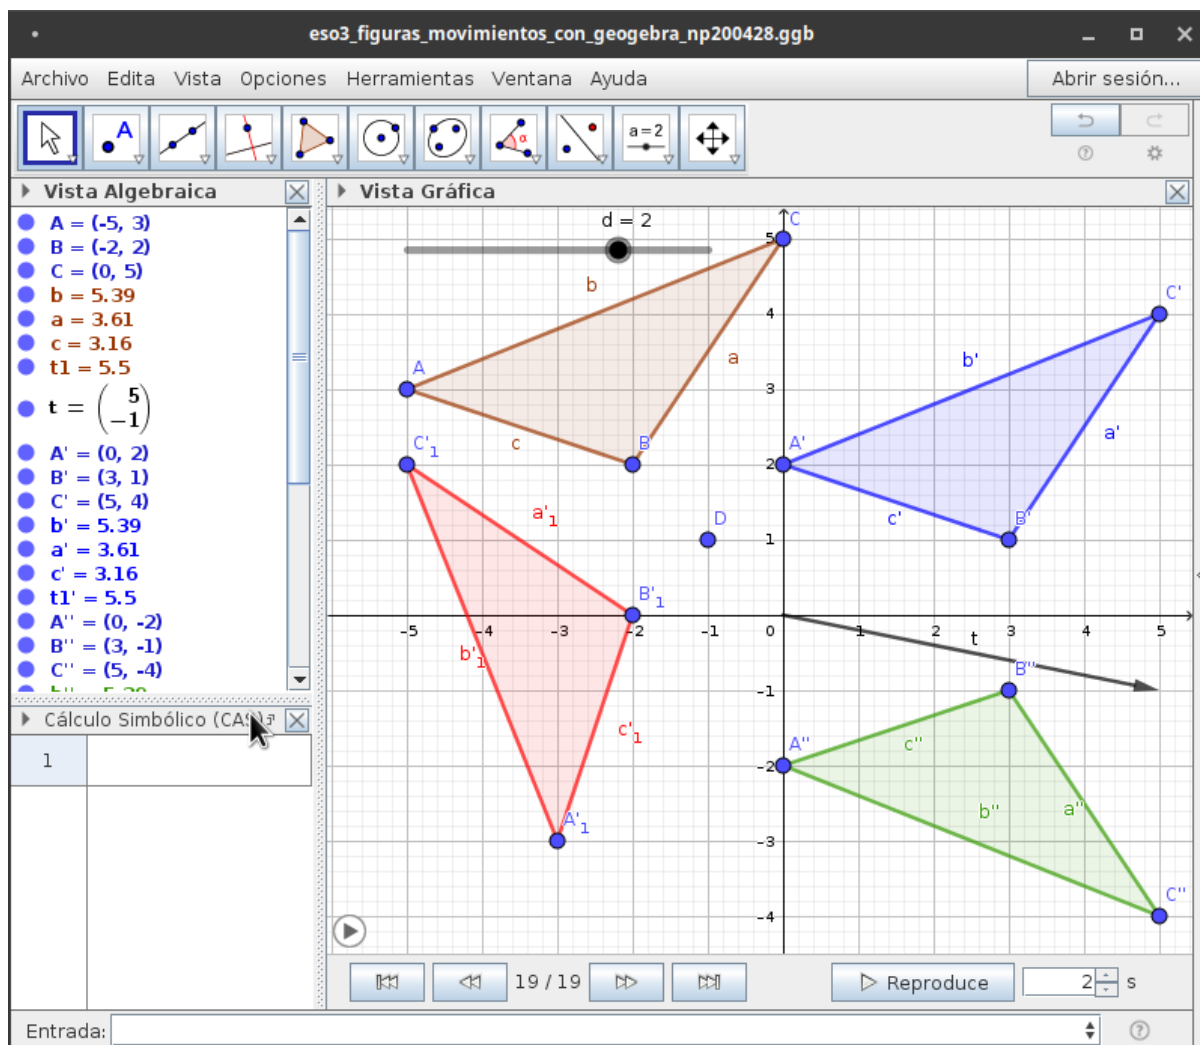 eso3_figuras_movimientos_con_geogebra_np200428.ggb
Archivo Edita Vista Opciones Herramientas Ventana Ayuda
Abrir sesión...
A
α
a=2
Vista Algebraica
Vista Gráfica
A = (-5, 3)
B = (-2, 2)
C = (0, 5)
b = 5.39
a = 3.61
c = 3.16
t1 = 5.5
t = (5
−1)
A' = (0, 2)
B' = (3, 1)
C' = (5, 4)
b' = 5.39
a' = 3.61
c' = 3.16
t1' = 5.5
A'' = (0, -2)
B'' = (3, -1)
C'' = (5, -4)
b'' = 5.39
Cálculo Simbólico (CAS)
1
d = 2
C
5
b
C'
4
a
b'
A
3
a'
c
B
C'₁
A'
2
a'₁
c'
B'
D
1
B'₁
-5 -4 -3 -2 -1 0 1 2 3 4 5
t
b'₁
B''
-1
c'₁
A''
c''
-2
b''
a''
A'₁
-3
C''
-4
19 / 19
Reproduce
2 s
Entrada: